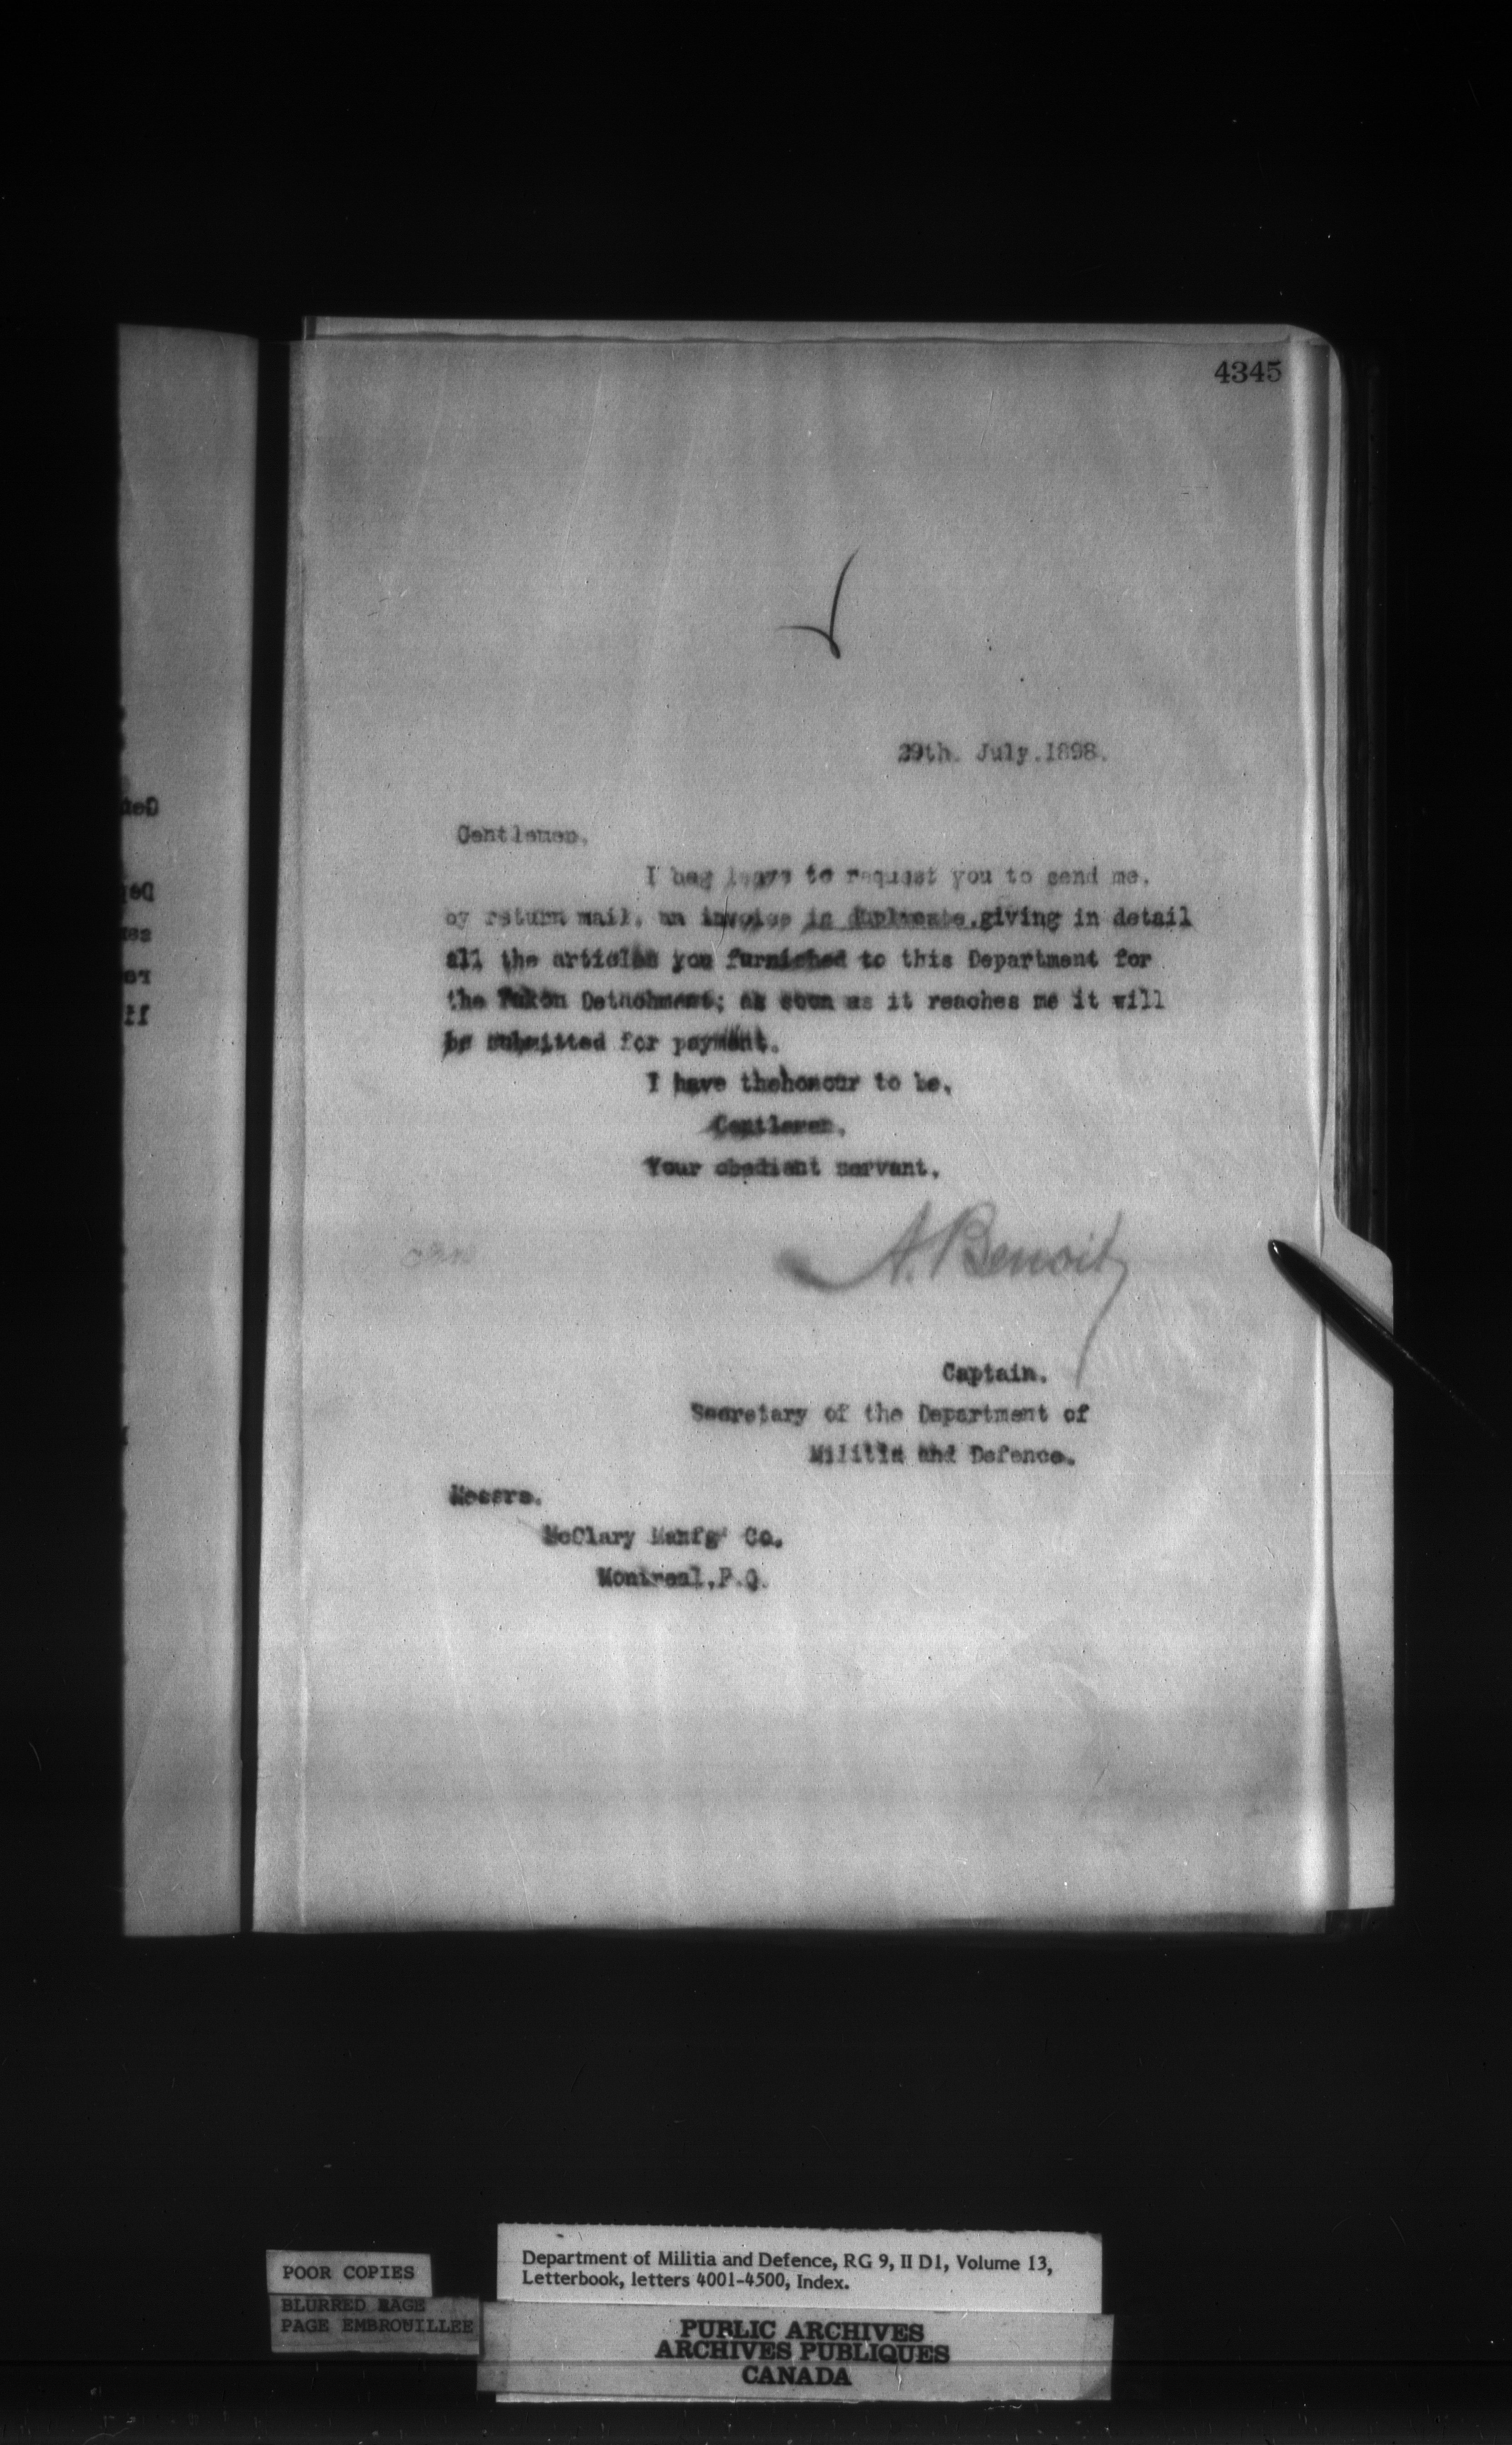 4345
29th. July.1898.
Gentlemen,
I beg leave to request you to send me,
by return mail, an invoice in duplicate,giving in detail
all the articles you furnished to this Department for
the Yukon Detachment; as soon as it reaches me it will
be submitted for payment.
I have thehonour to be,
Gentlemen,
Your obedient servant,
A. Benoit
Captain.
Secretary of the Department of
Militia and Defence.
Messrs.
McClary Manfg' Co.
Montreal,P.Q.
POOR COPIES
BLURRED PAGE
PAGE EMBROUILLEE
Department of Militia and Defence, RG 9, II D1, Volume 13,
Letterbook, letters 4001-4500, Index.
PUBLIC ARCHIVES
ARCHIVES PUBLIQUES
CANADA